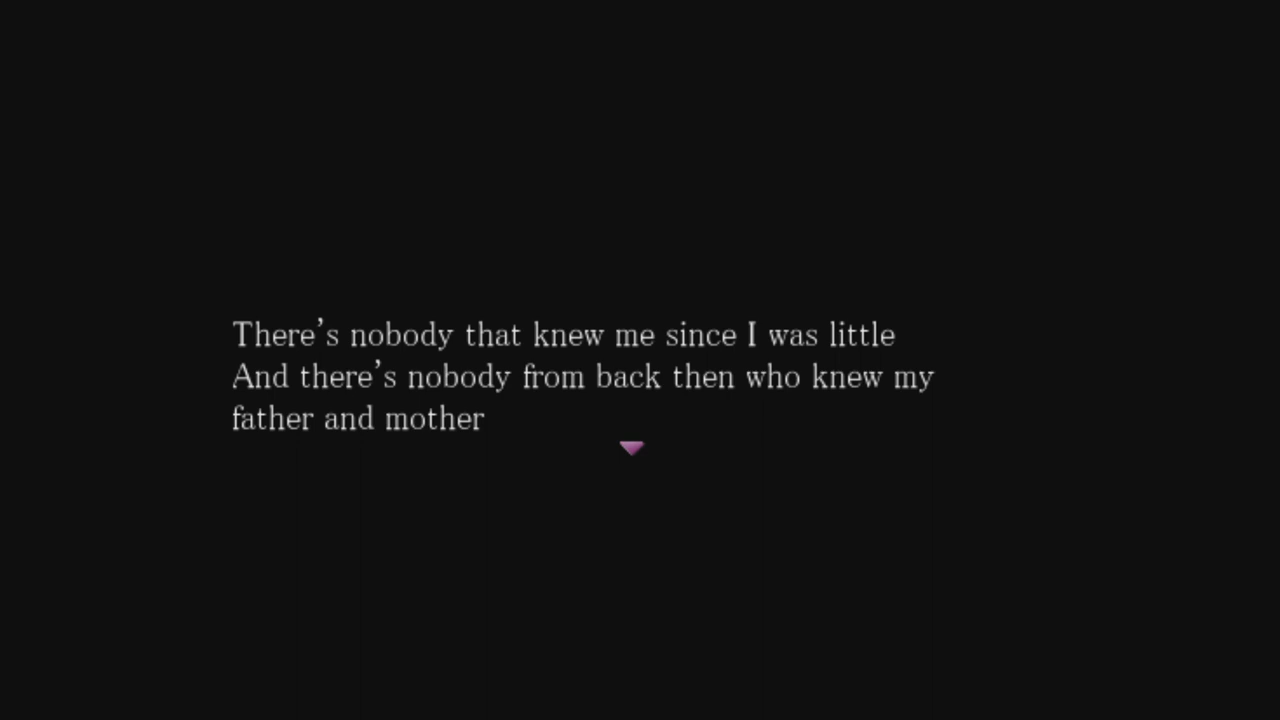 There’s nobody that knew me since I was little
And there’s nobody from back then who knew my
father and mother